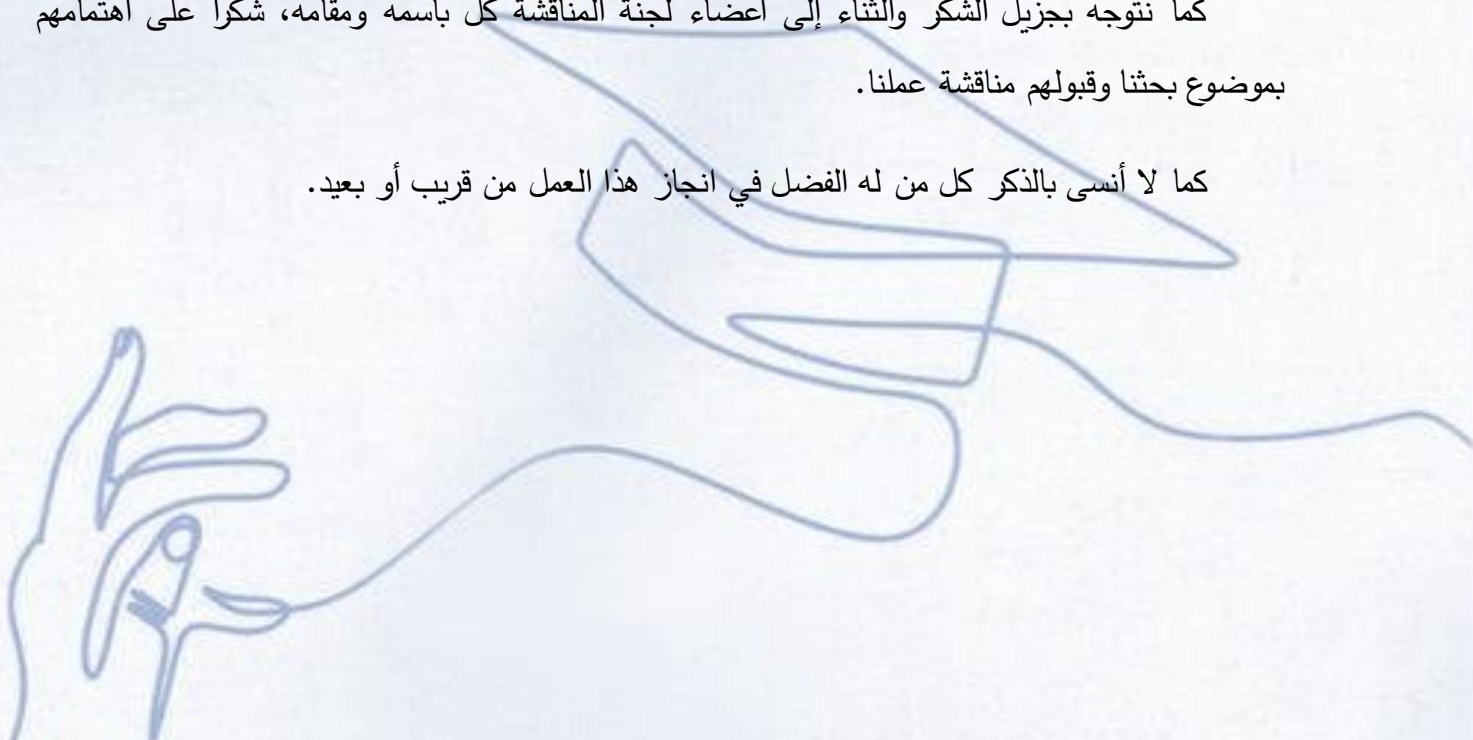 كما نتوجه بجزيل الشكر والثناء إلى أعضاء لجنة المناقشة كل باسمه ومقامه، شكرا على اهتمامهم
بموضوع بحثنا وقبولهم مناقشة عملنا.
كما لا أنسى بالذكر كل من له الفضل في انجاز هذا العمل من قريب أو بعيد.